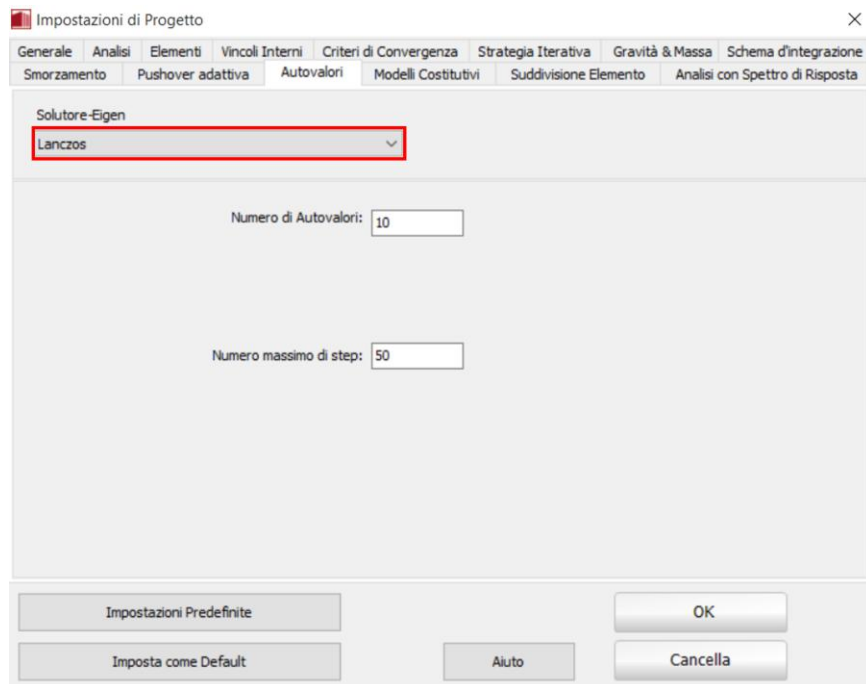 Impostazioni di Progetto
Generale Analisi Elementi Vincoli Interni Criteri di Convergenza Strategia Iterativa Gravità & Massa Schema d'integrazione
Smorzamento Pushover adattiva Autovalori Modelli Costitutivi Suddivisione Elemento Analisi con Spettro di Risposta
Solutore-Eigen
Lanczos
Numero di Autovalori: 10
Numero massimo di step: 50
Impostazioni Predefinite OK
Imposta come Default Aiuto Cancella